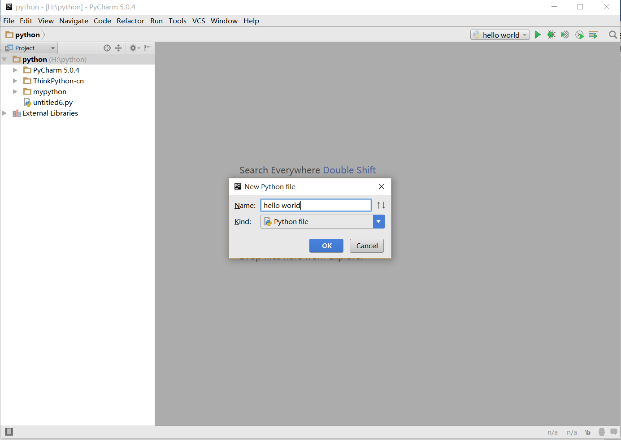 python - [H:\python] - PyCharm 5.0.4
File Edit View Navigate Code Refactor Run Tools VCS Window Help
python
hello world
Project
python (H:\python)
PyCharm 5.0.4
ThinkPython-cn
mypython
untitled6.py
External Libraries
Search Everywhere Double Shift
New Python file
Name: hello world
Kind: Python file
OK Cancel
n/a n/a